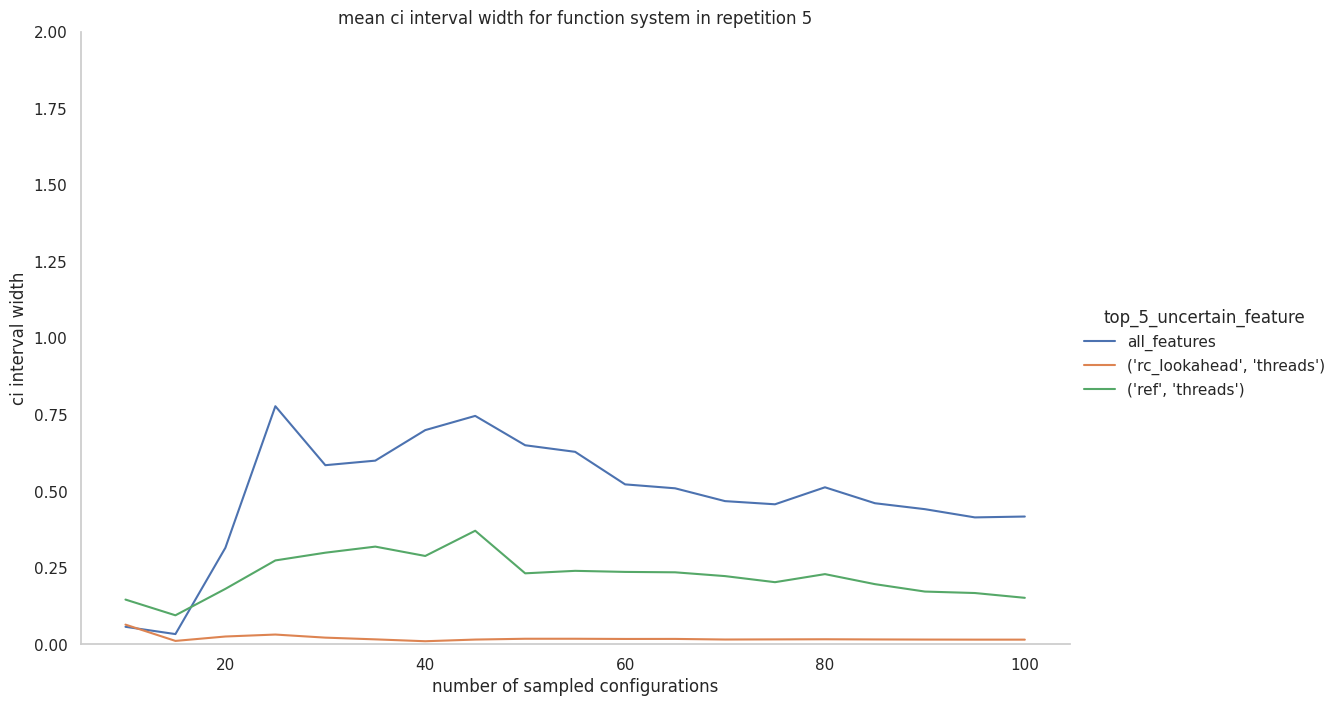 mean ci interval width for function system in repetition 5
2.00
1.75
1.50
1.25
1.00
0.75
0.50
0.25
0.00
ci interval width
20
40
60
80
100
number of sampled configurations
top_5_uncertain_feature
all_features
('rc_lookahead', 'threads')
('ref', 'threads')